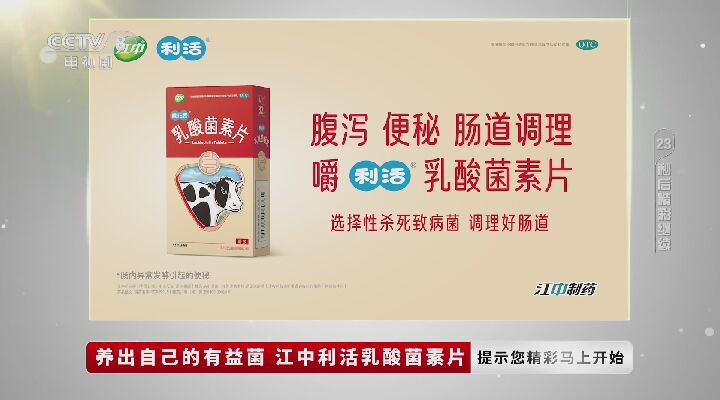 CCTV 8
电视剧
江中 利活
OTC
乳酸菌素片
腹泻 便秘 肠道调理
嚼 利活 乳酸菌素片
选择性杀死致病菌 调理好肠道
*肠内异常发酵引起的便秘
江中制药
23秒后精彩继续
养出自己的有益菌 江中利活乳酸菌素片
提示您精彩马上开始